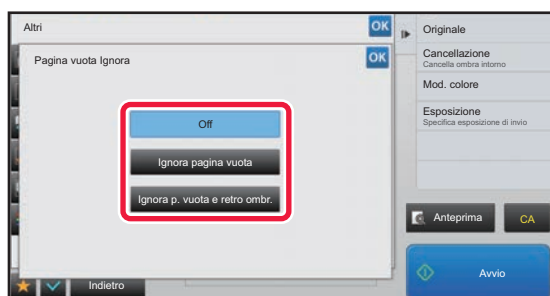 Altri
OK
Pagina vuota Ignora
OK
Off
Ignora pagina vuota
Ignora p. vuota e retro ombr.
Indietro
Originale
Cancellazione
Cancella ombra intorno
Mod. colore
Esposizione
Specifica esposizione di invio
Anteprima
CA
Avvio